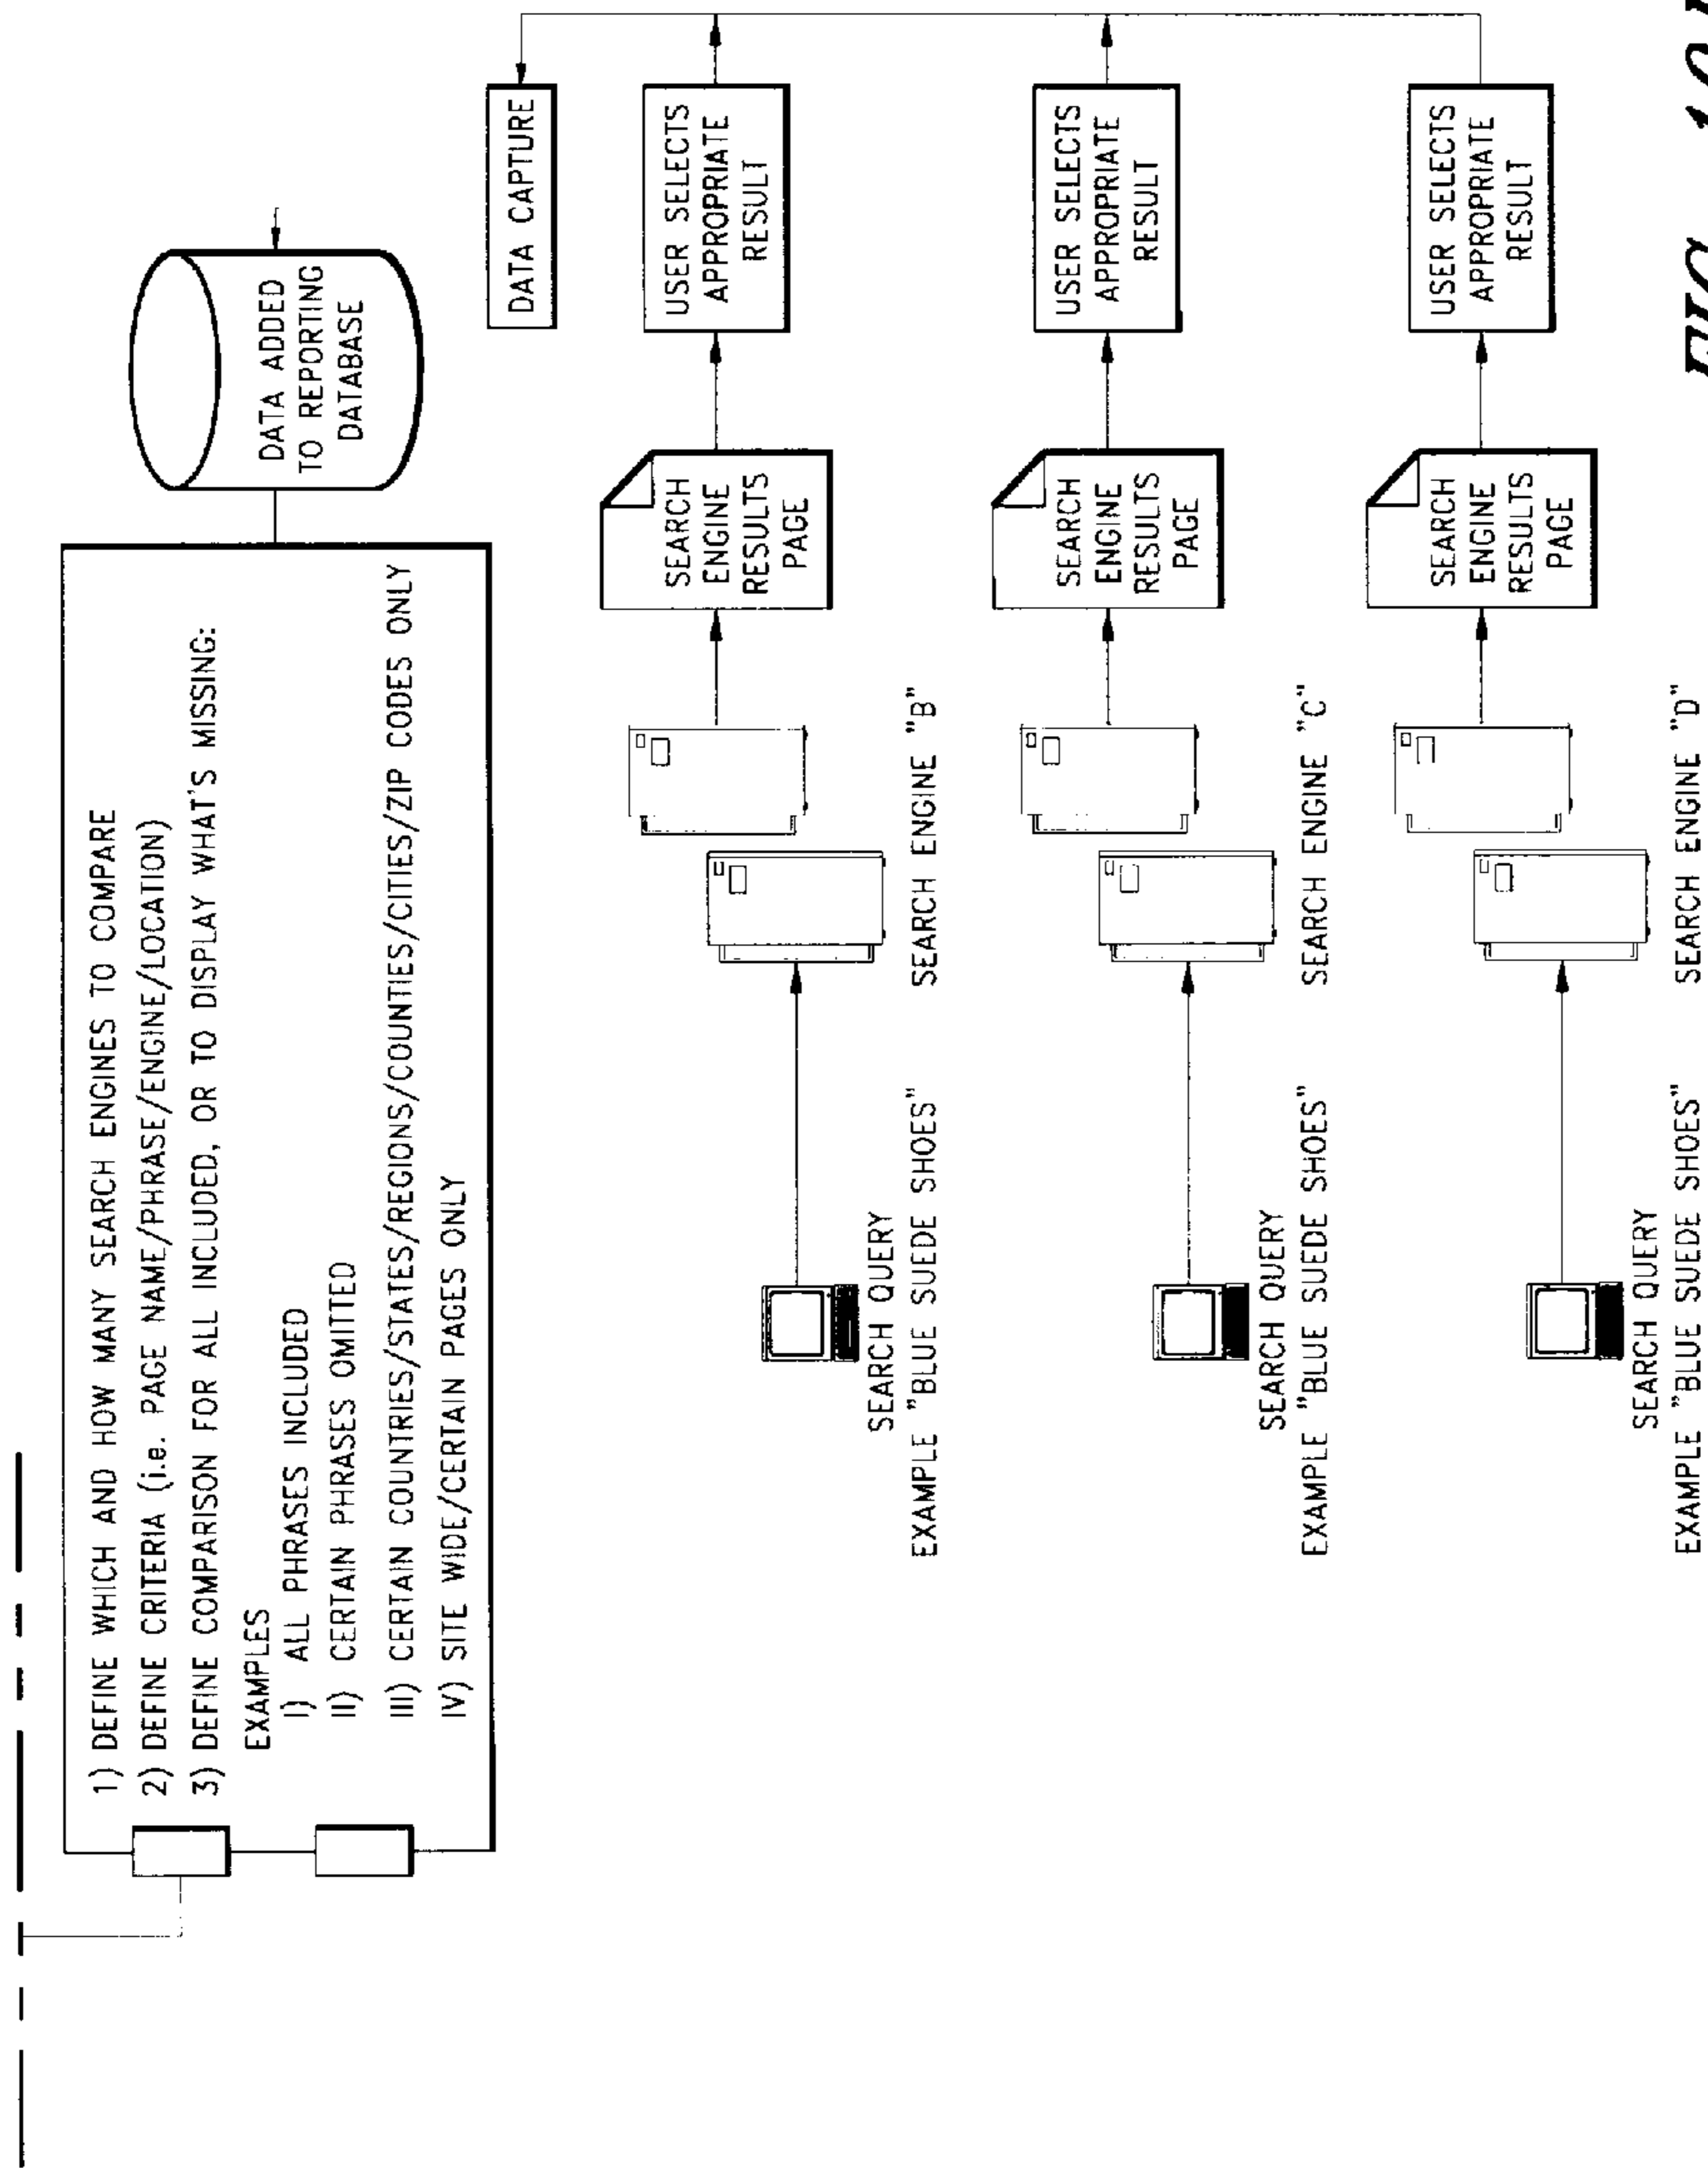 1) DEFINE WHICH AND HOW MANY SEARCH ENGINES TO COMPARE
2) DEFINE CRITERIA (i.e. PAGE NAME/PHRASE/ENGINE/LOCATION)
3) DEFINE COMPARISON FOR ALL INCLUDED, OR TO DISPLAY WHAT'S MISSING:
EXAMPLES
I) ALL PHRASES INCLUDED
II) CERTAIN PHRASES OMITTED
III) CERTAIN COUNTRIES/STATES/REGIONS/COUNTIES/CITIES/ZIP CODES ONLY
IV) SITE WIDE/CERTAIN PAGES ONLY
DATA ADDED
TO REPORTING
DATABASE
DATA CAPTURE
SEARCH QUERY
EXAMPLE "BLUE SUEDE SHOES"
SEARCH ENGINE "B"
SEARCH
ENGINE
RESULTS
PAGE
USER SELECTS
APPROPRIATE
RESULT
SEARCH QUERY
EXAMPLE "BLUE SUEDE SHOES"
SEARCH ENGINE "C"
SEARCH
ENGINE
RESULTS
PAGE
USER SELECTS
APPROPRIATE
RESULT
SEARCH QUERY
EXAMPLE "BLUE SUEDE SHOES"
SEARCH ENGINE "D"
SEARCH
ENGINE
RESULTS
PAGE
USER SELECTS
APPROPRIATE
RESULT